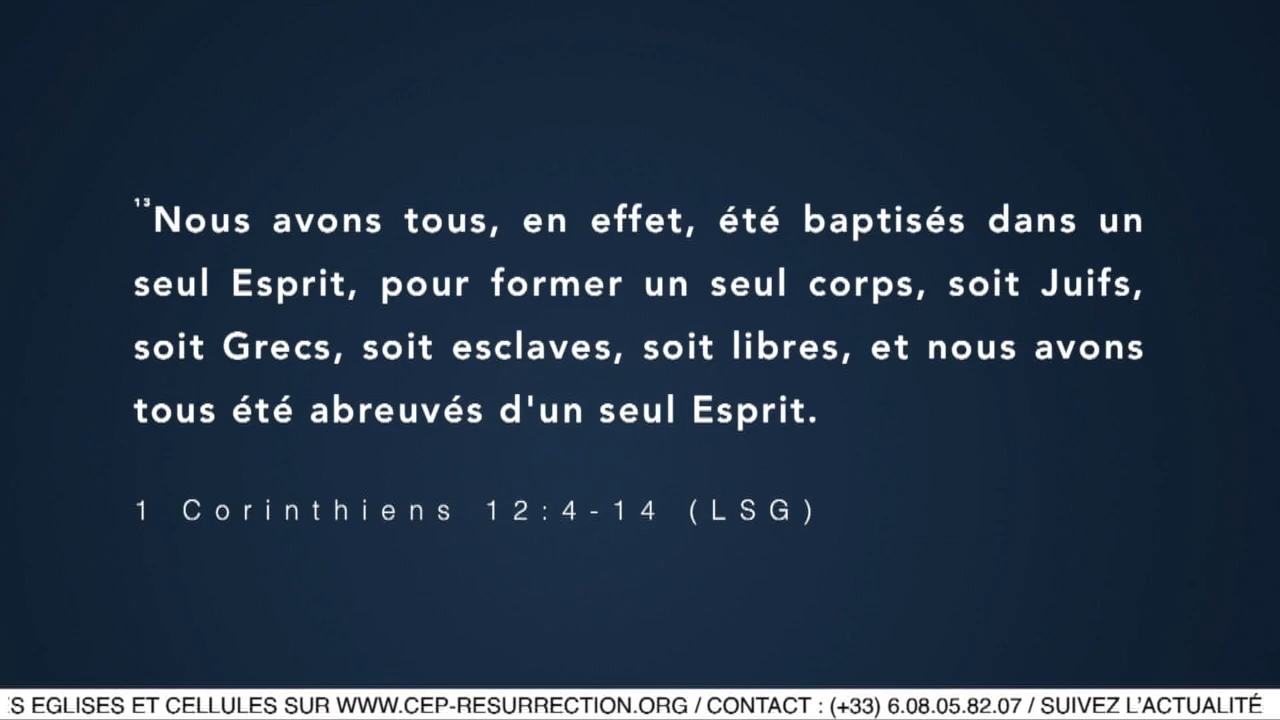 13Nous avons tous, en effet, été baptisés dans un
seul Esprit, pour former un seul corps, soit Juifs,
soit Grecs, soit esclaves, soit libres, et nous avons
tous été abreuvés d'un seul Esprit.
1 Corinthiens 12:4-14 (LSG)
S EGLISES ET CELLULES SUR WWW.CEP-RESURRECTION.ORG / CONTACT : (+33) 6.08.05.82.07 / SUIVEZ L'ACTUALITÉ